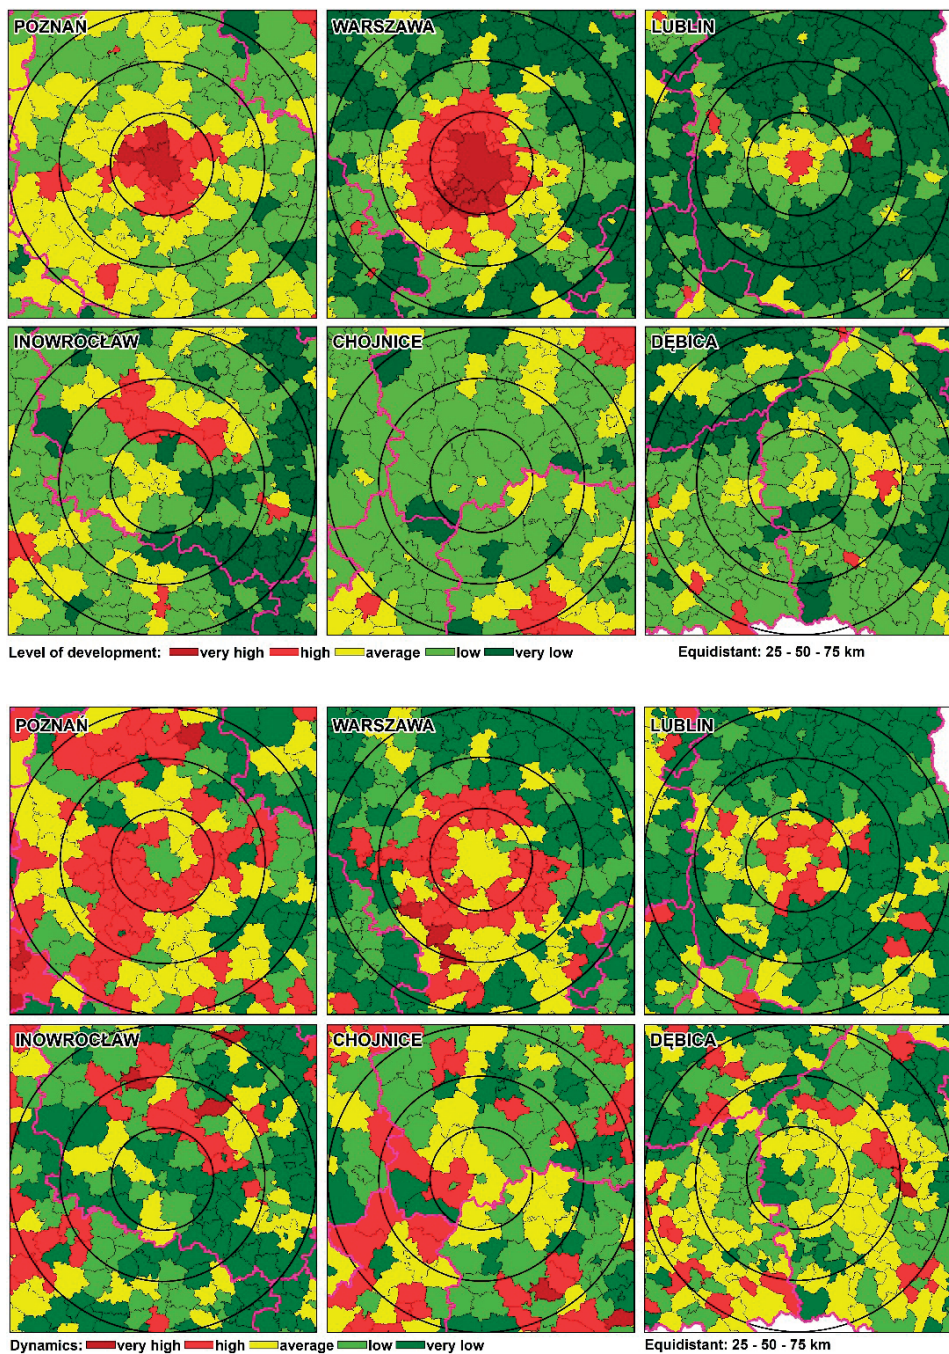 POZNAŃ WARSZAWA LUBLIN
INOWROCŁAW CHOJNICE DĘBICA
Level of development: very high high average low very low Equidistant: 25 - 50 - 75 km
POZNAŃ WARSZAWA LUBLIN
INOWROCŁAW CHOJNICE DĘBICA
Dynamics: very high high average low very low Equidistant: 25 - 50 - 75 km